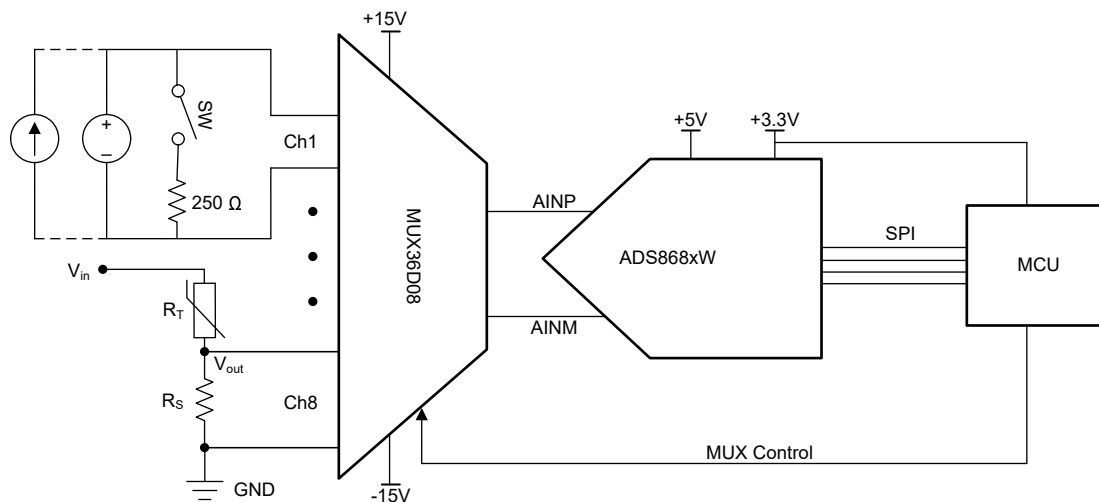 +15V
SW
+
–
250 Ω
Ch1
MUX36D08
+5V
+3.3V
AINP
ADS868xW
SPI
MCU
V_in
R_T
AINM
V_out
R_S
Ch8
MUX Control
GND
-15V